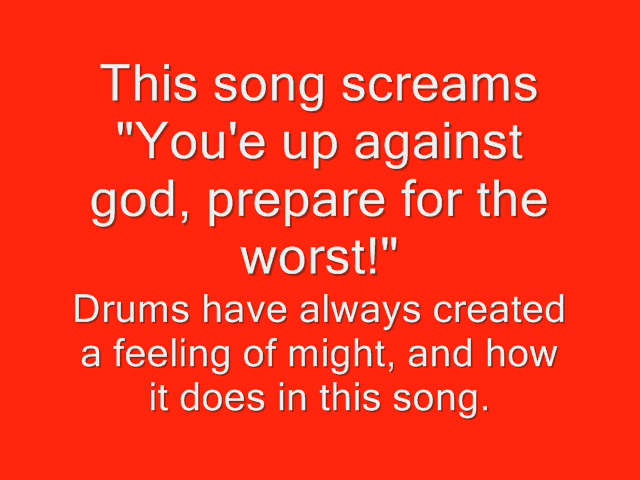 This song screams
"You'e up against
god, prepare for the
worst!"
Drums have always created
a feeling of might, and how
it does in this song.